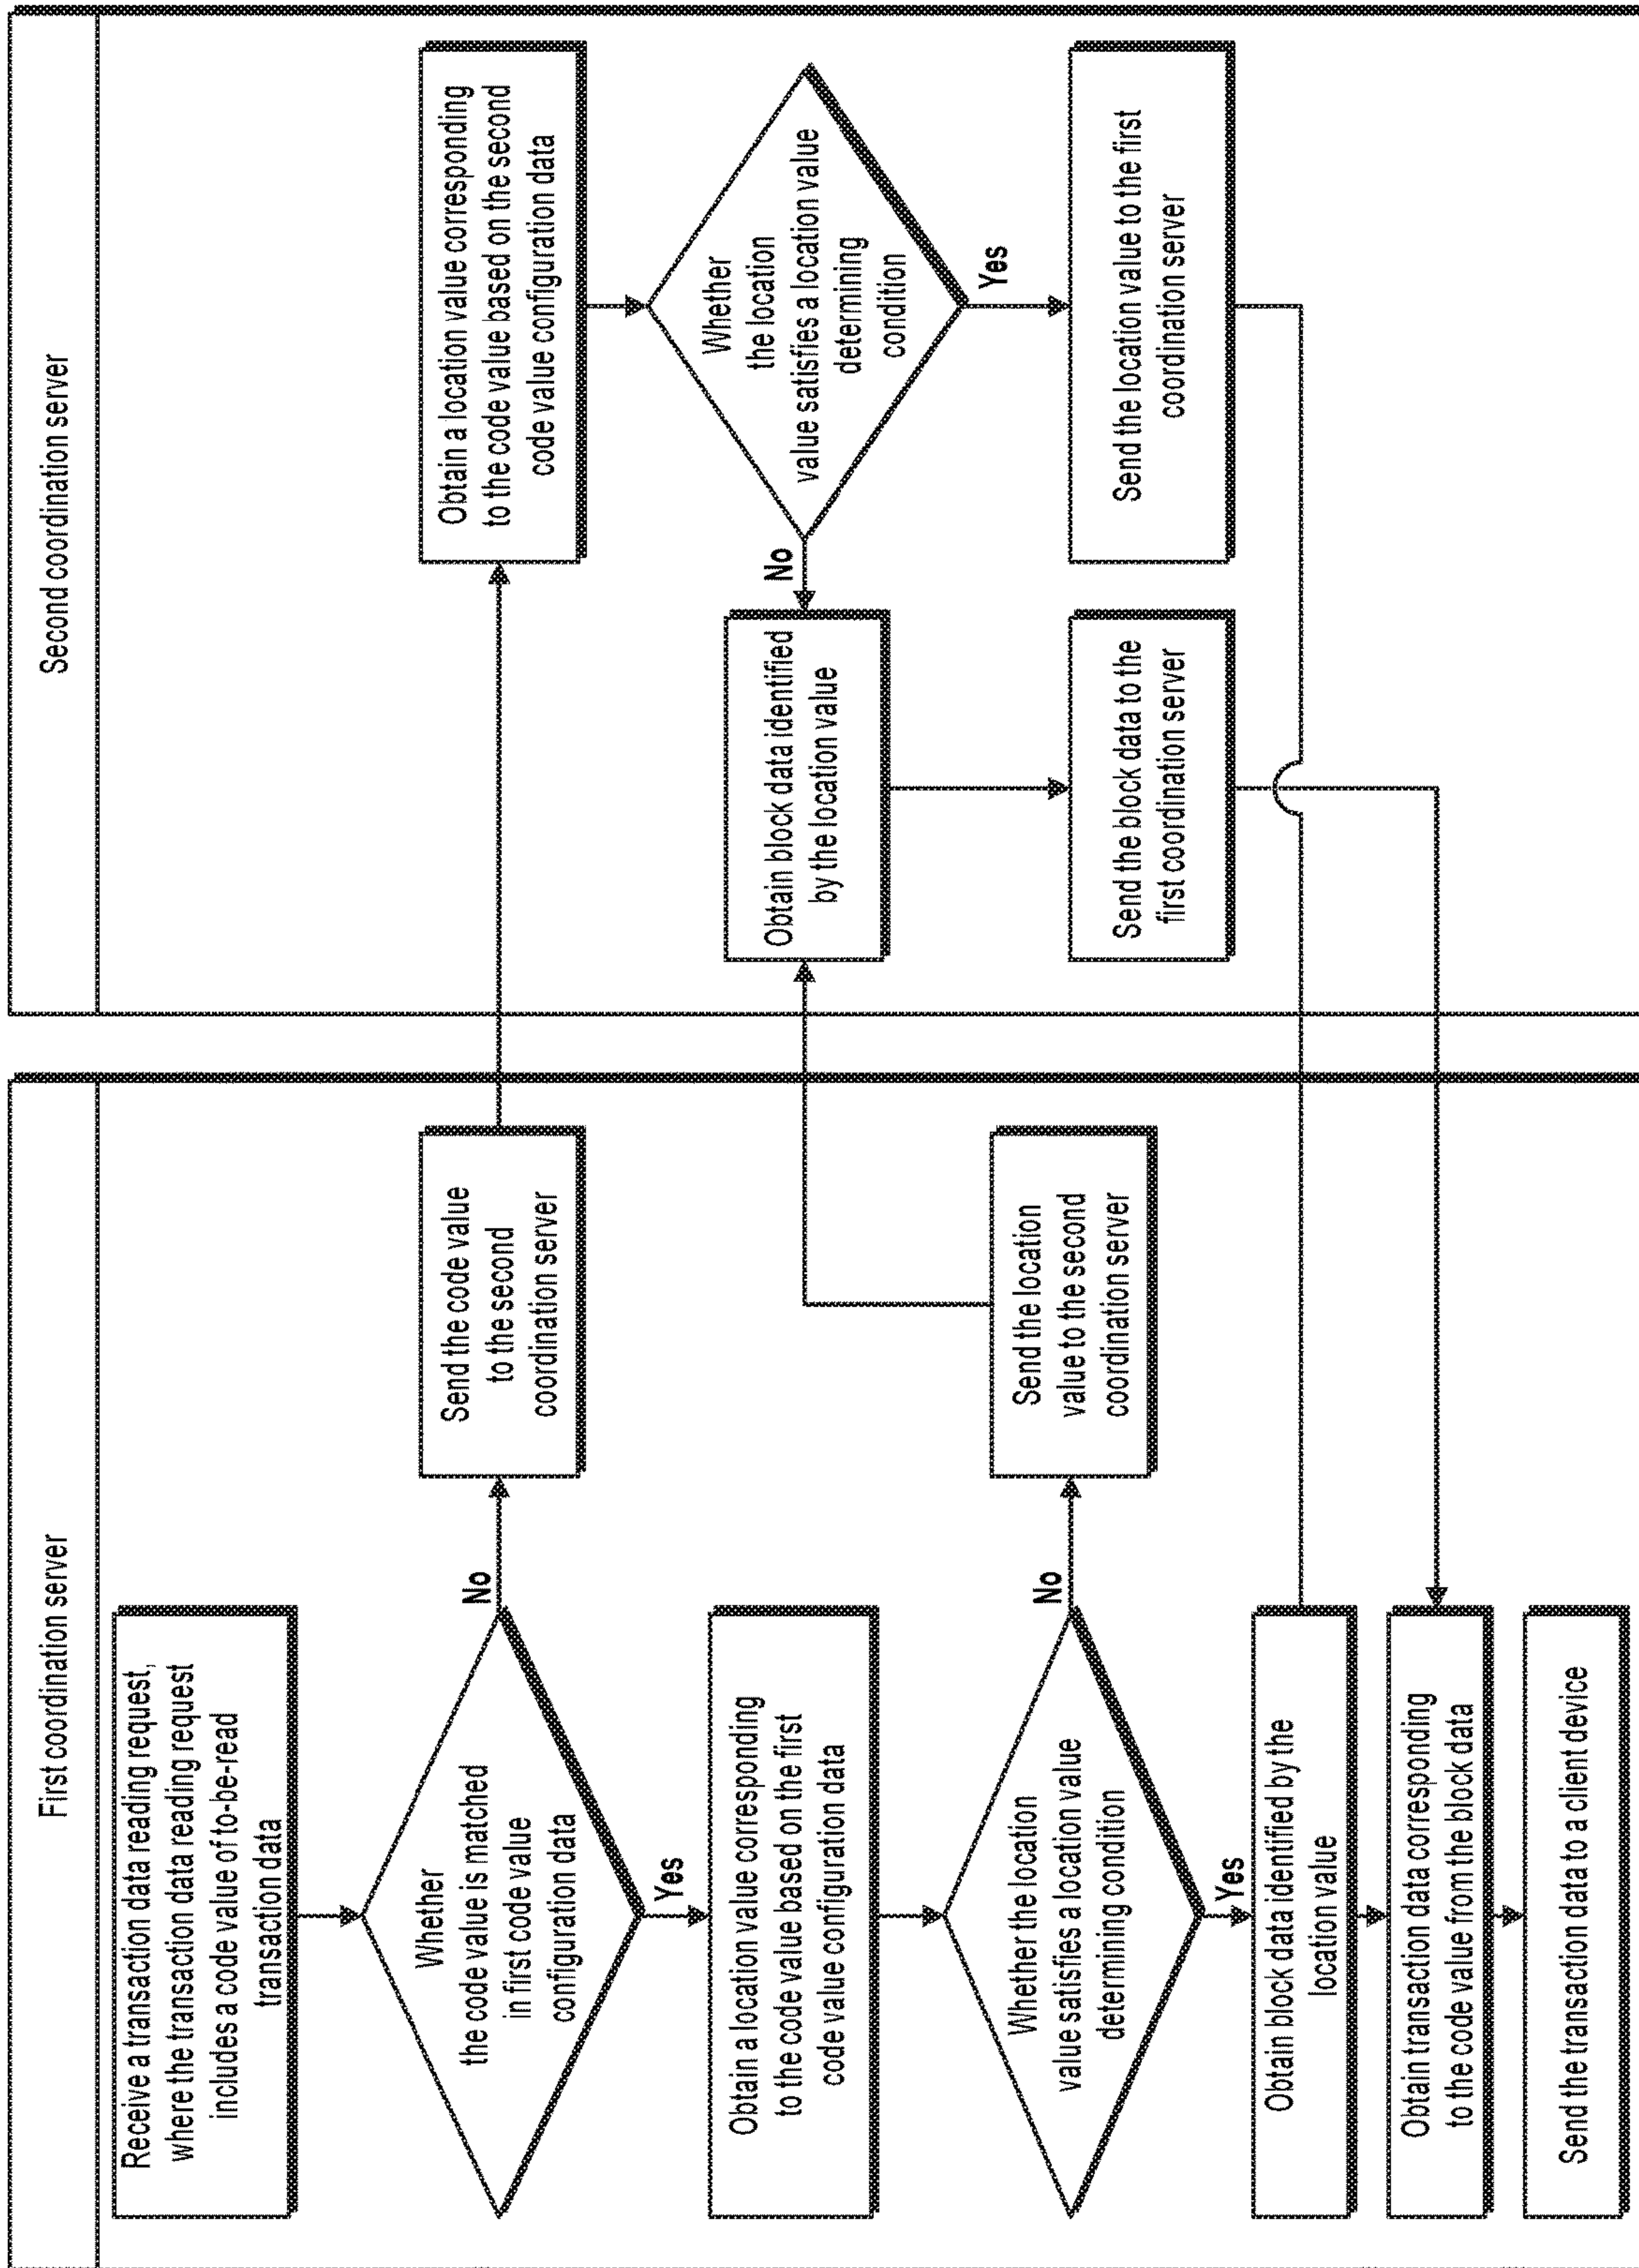 First coordination server
Receive a transaction data reading request,
where the transaction data reading request
includes a code value of to-be-read
transaction data
Whether
the code value is matched
in first code value
configuration data
No
Send the code value
to the second
coordination server
Yes
Obtain a location value corresponding
to the code value based on the first
code value configuration data
Whether the location
value satisfies a location value
determining condition
No
Send the location
value to the second
coordination server
Yes
Obtain block data identified by the
location value
Obtain transaction data corresponding
to the code value from the block data
Send the transaction data to a client device
Second coordination server
Obtain a location value corresponding
to the code value based on the second
code value configuration data
Whether
the location
value satisfies a location value
determining
condition
No
Obtain block data identified
by the location value
Yes
Send the block data to the
first coordination server
Send the location value to the first
coordination server